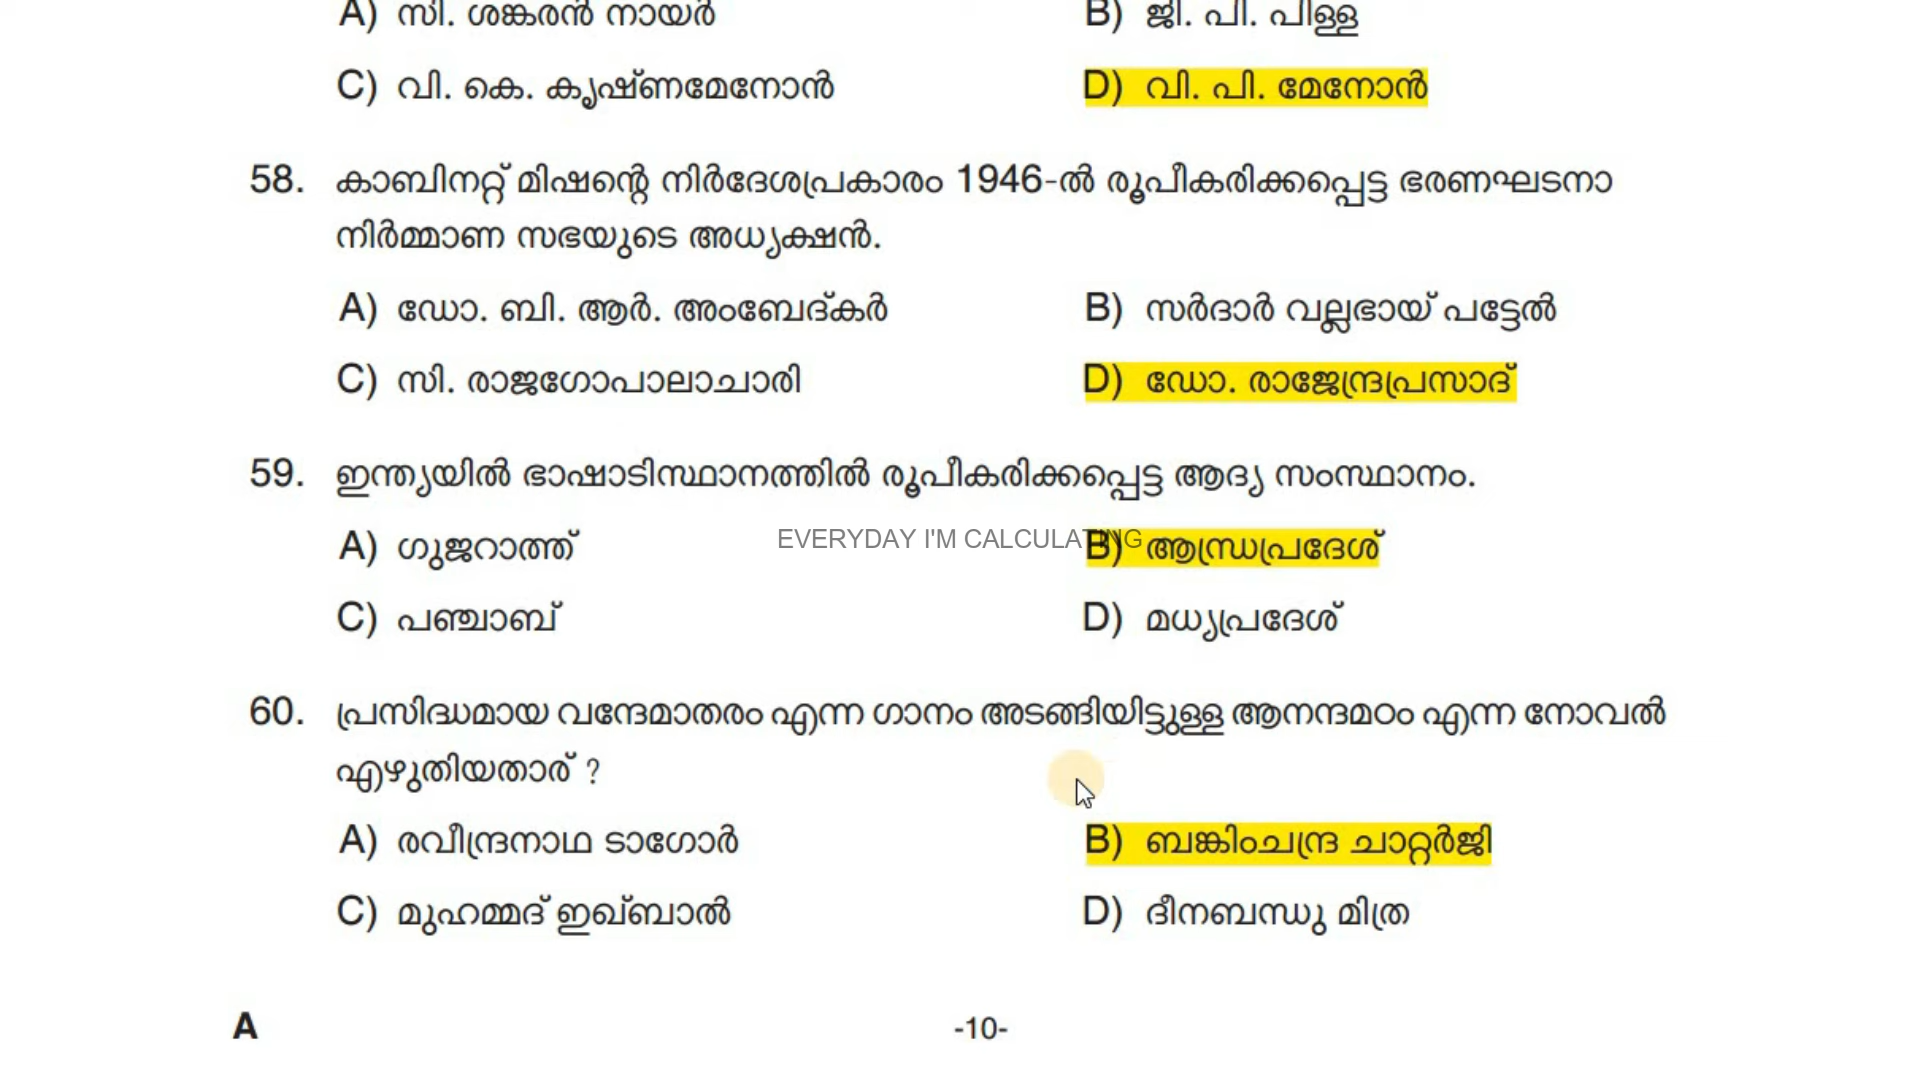 A) സി. ശങ്കരൻ നായർ B) ജി. പി. പിള്ള
C) വി. കെ. കൃഷ്ണമേനോൻ D) വി. പി. മേനോൻ
58. കാബിനറ്റ് മിഷന്റെ നിർദേശപ്രകാരം 1946-ൽ രൂപീകരിക്കപ്പെട്ട ഭരണഘടനാ
നിർമ്മാണ സഭയുടെ അധ്യക്ഷൻ.
A) ഡോ. ബി. ആർ. അംബേദ്കർ B) സർദാർ വല്ലഭായ് പട്ടേൽ
C) സി. രാജഗോപാലാചാരി D) ഡോ. രാജേന്ദ്രപ്രസാദ്
59. ഇന്ത്യയിൽ ഭാഷാടിസ്ഥാനത്തിൽ രൂപീകരിക്കപ്പെട്ട ആദ്യ സംസ്ഥാനം.
EVERYDAY I'M CALCULATING
A) ഗുജറാത്ത് B) ആന്ധ്രപ്രദേശ്
C) പഞ്ചാബ് D) മധ്യപ്രദേശ്
60. പ്രസിദ്ധമായ വന്ദേമാതരം എന്ന ഗാനം അടങ്ങിയിട്ടുള്ള ആനന്ദമഠം എന്ന നോവൽ
എഴുതിയതാര് ?
A) രവീന്ദ്രനാഥ ടാഗോർ B) ബങ്കിംചന്ദ്ര ചാറ്റർജി
C) മുഹമ്മദ് ഇഖ്ബാൽ D) ദീനബന്ധു മിത്ര
A -10-